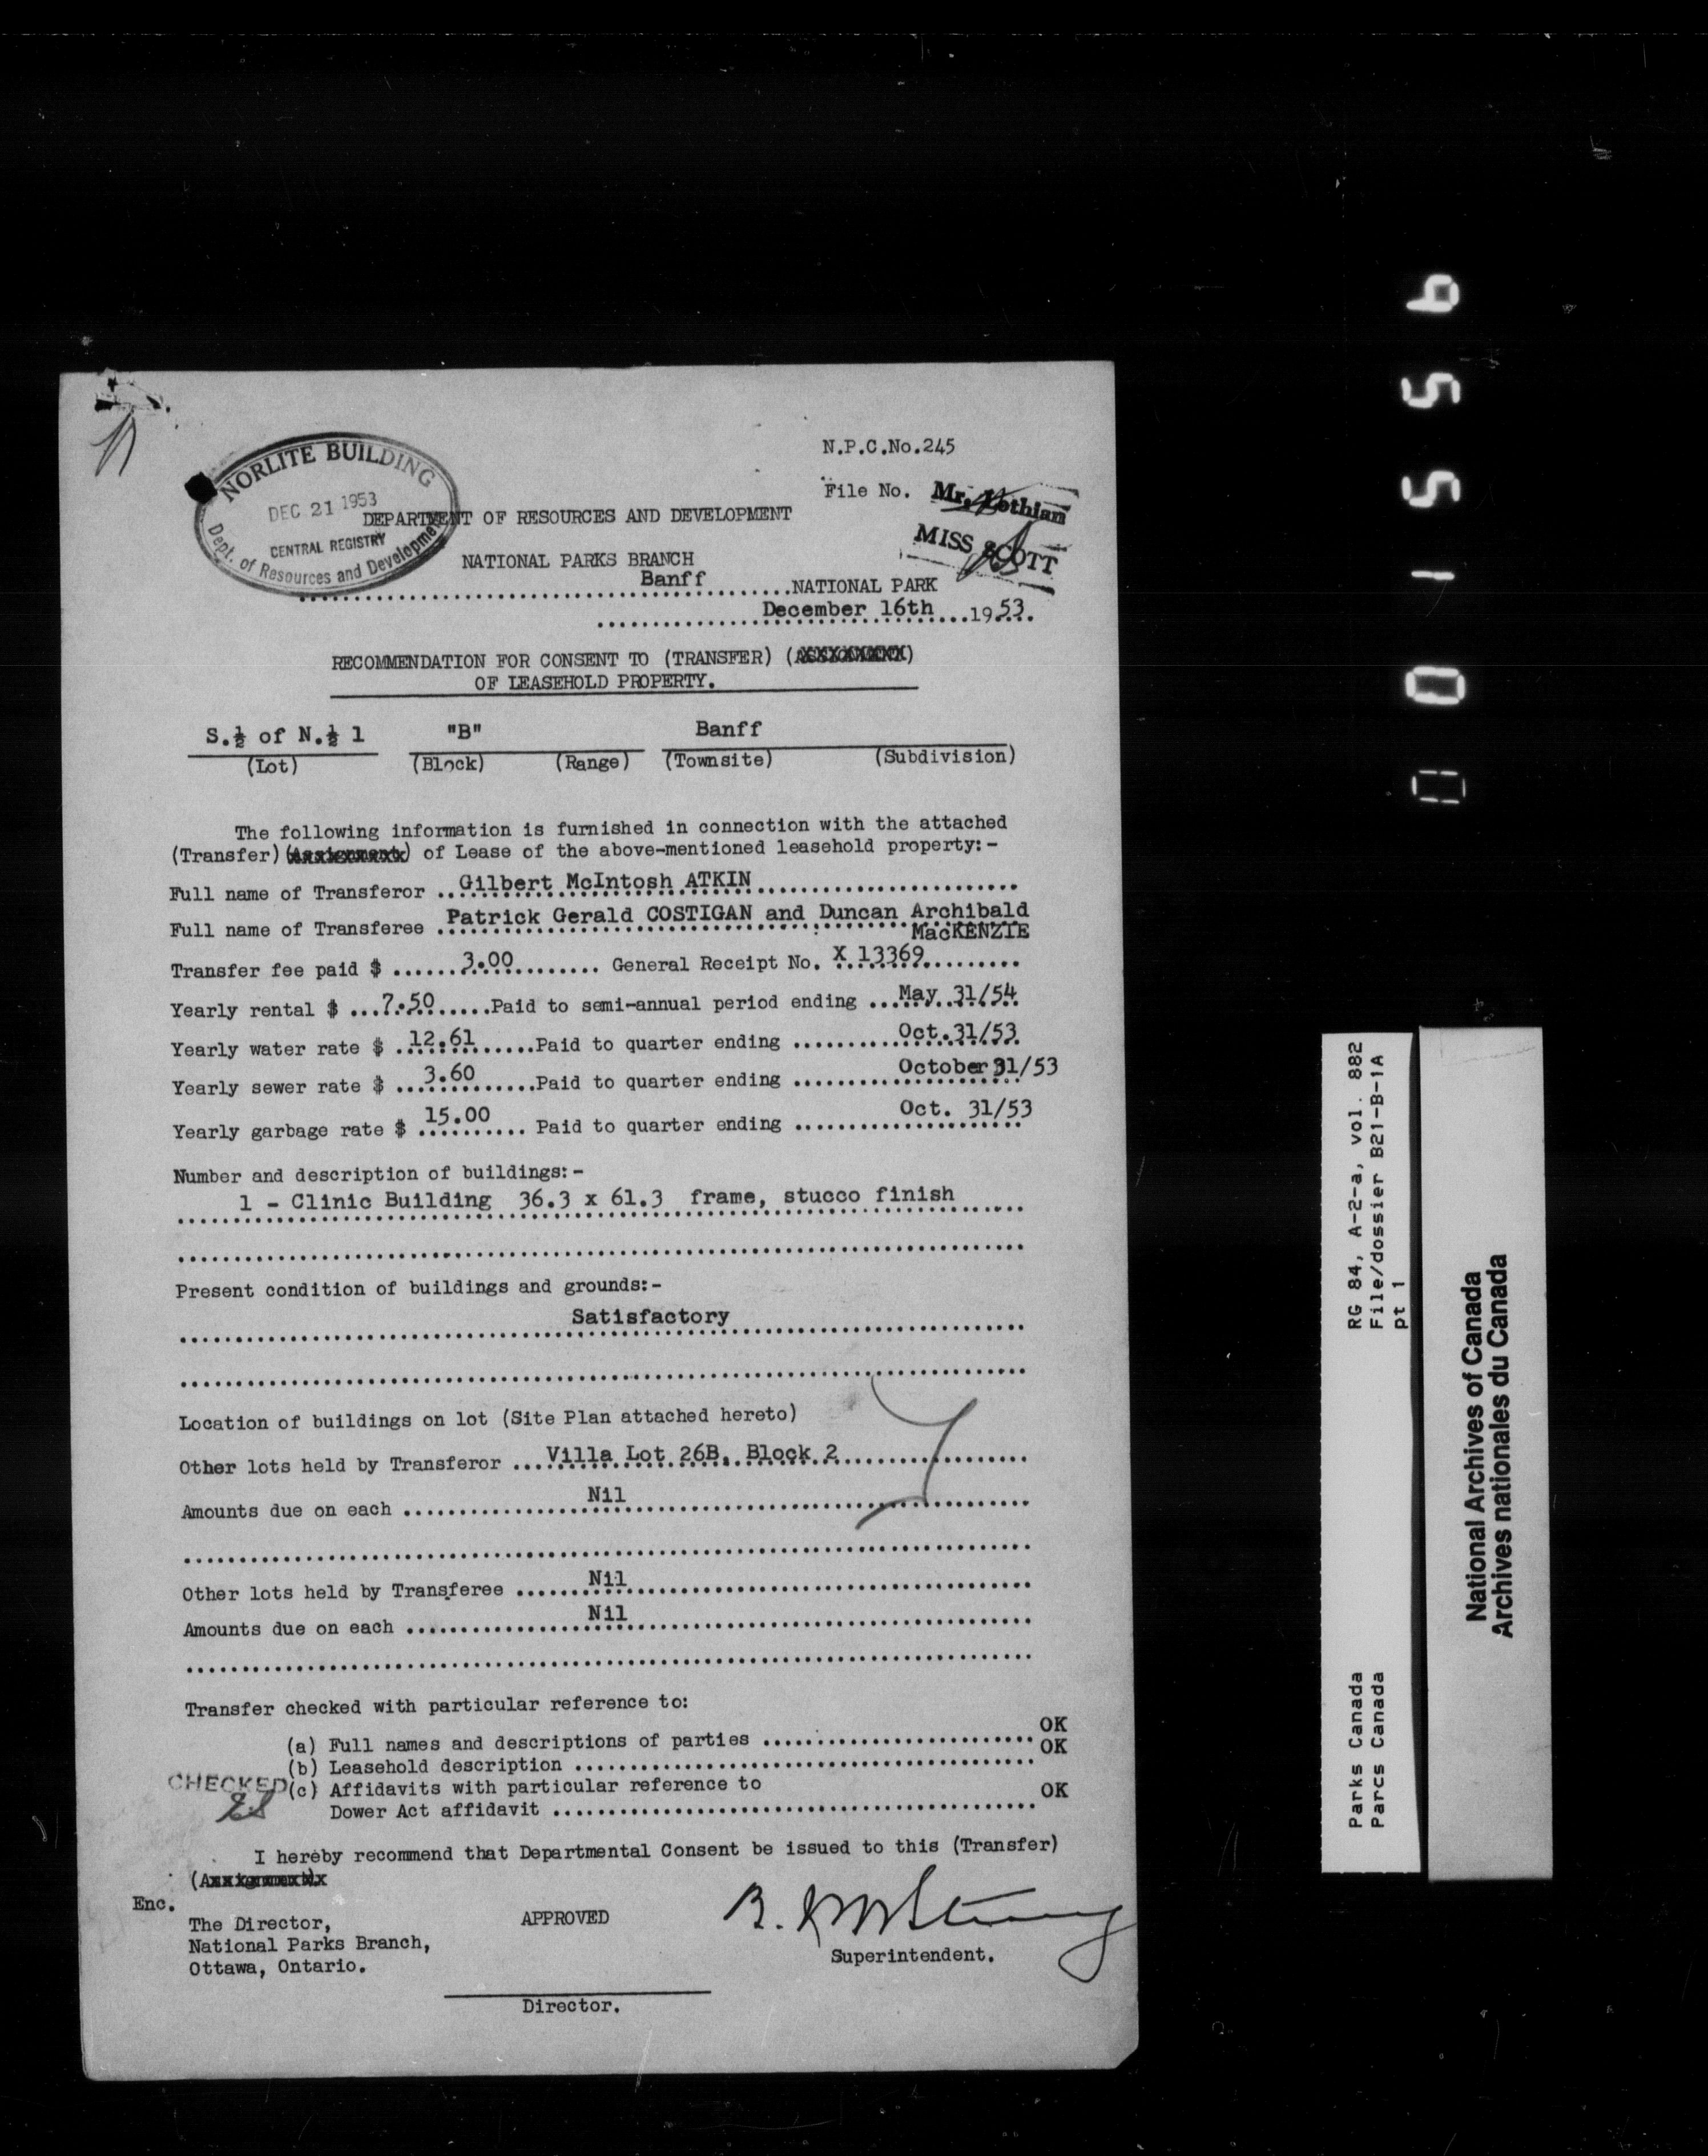 N.P.C.No.245
NORLITE BUILDING
DEC 21 1953
CENTRAL REGISTRY
Dept. of Resources and Development
File No. Mr. Lothian
MISS SCOTT
DEPARTMENT OF RESOURCES AND DEVELOPMENT
NATIONAL PARKS BRANCH
Banff NATIONAL PARK
December 16th 1953.
RECOMMENDATION FOR CONSENT TO (TRANSFER) (ASSIGNMENT)
OF LEASEHOLD PROPERTY.
S.½ of N.½ 1 "B" Banff
(Lot) (Block) (Range) (Townsite) (Subdivision)
The following information is furnished in connection with the attached
(Transfer) (Assignment) of Lease of the above-mentioned leasehold property:-
Full name of Transferor ..Gilbert McIntosh ATKIN
Full name of Transferee Patrick Gerald COSTIGAN and Duncan Archibald
MacKENZIE
Transfer fee paid $ 3.00 General Receipt No. X 13369
Yearly rental $ 7.50 Paid to semi-annual period ending May 31/54
Yearly water rate $ 12.61 Paid to quarter ending Oct.31/53
Yearly sewer rate $ 3.60 Paid to quarter ending October 31/53
Yearly garbage rate $ 15.00 Paid to quarter ending Oct. 31/53
Number and description of buildings:-
1 - Clinic Building 36.3 x 61.3 frame, stucco finish
Present condition of buildings and grounds:-
Satisfactory
Location of buildings on lot (Site Plan attached hereto)
Other lots held by Transferor Villa Lot 26B, Block 2
Amounts due on each Nil
Other lots held by Transferee Nil
Amounts due on each Nil
Transfer checked with particular reference to:
(a) Full names and descriptions of parties OK
(b) Leasehold description OK
CHECKED (c) Affidavits with particular reference to
Dower Act affidavit OK
I hereby recommend that Departmental Consent be issued to this (Transfer)
(Assignment)
Enc.
The Director,
National Parks Branch,
Ottawa, Ontario.
APPROVED
Superintendent.
Director.
001556
RG 84, A-2-a, vol. 882
File/dossier B21-B-1A
pt 1
Parks Canada
Parcs Canada
National Archives of Canada
Archives nationales du Canada